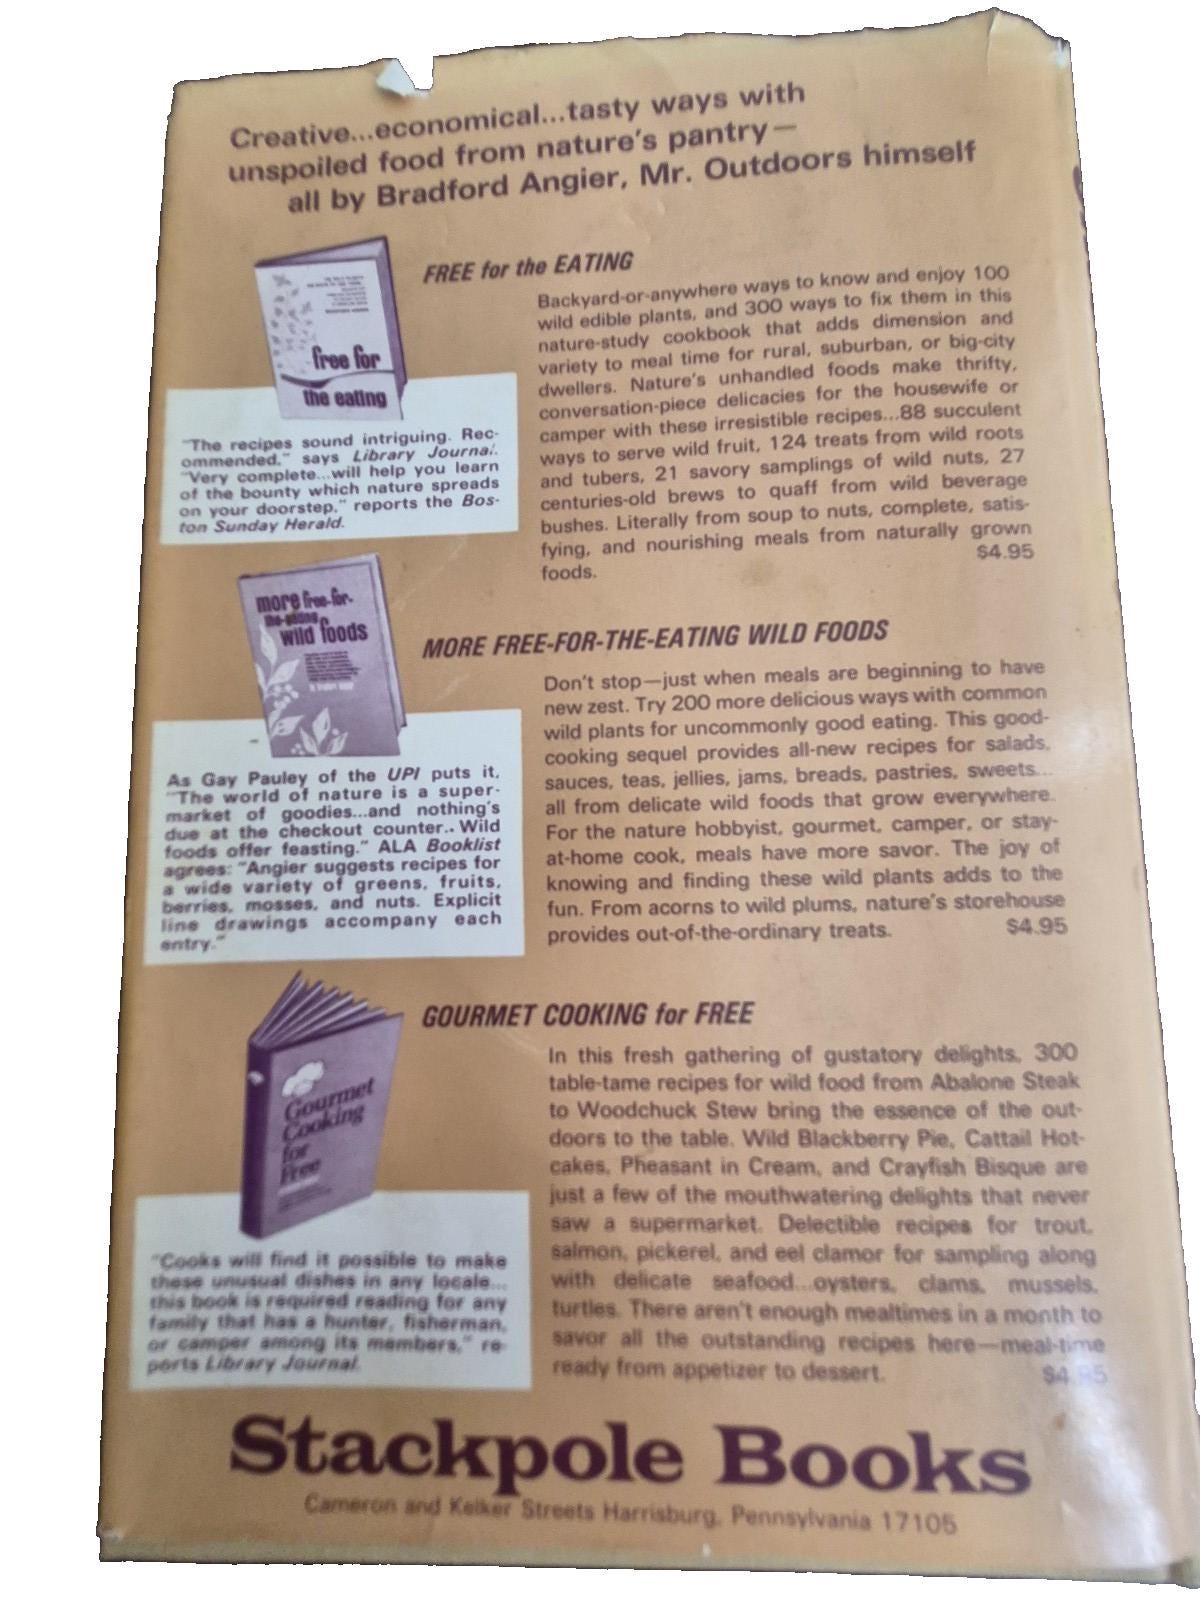 Creative...economical...tasty ways with
unspoiled food from nature's pantry—
all by Bradford Angier, Mr. Outdoors himself
free for
the eating
"The recipes sound intriguing. Rec-
ommended," says Library Journal.
"Very complete...will help you learn
of the bounty which nature spreads
on your doorstep," reports the Bos-
ton Sunday Herald.
FREE for the EATING
Backyard-or-anywhere ways to know and enjoy 100
wild edible plants, and 300 ways to fix them in this
nature-study cookbook that adds dimension and
variety to meal time for rural, suburban, or big-city
dwellers. Nature's unhandled foods make thrifty,
conversation-piece delicacies for the housewife or
camper with these irresistible recipes...88 succulent
ways to serve wild fruit, 124 treats from wild roots
and tubers, 21 savory samplings of wild nuts, 27
centuries-old brews to quaff from wild beverage
bushes. Literally from soup to nuts, complete, satis-
fying, and nourishing meals from naturally grown
foods. $4.95
more free-for-
the-eating
wild foods
As Gay Pauley of the UPI puts it,
"The world of nature is a super-
market of goodies...and nothing's
due at the checkout counter.. Wild
foods offer feasting." ALA Booklist
agrees: "Angier suggests recipes for
a wide variety of greens, fruits,
berries, mosses, and nuts. Explicit
line drawings accompany each
entry."
MORE FREE-FOR-THE-EATING WILD FOODS
Don't stop—just when meals are beginning to have
new zest. Try 200 more delicious ways with common
wild plants for uncommonly good eating. This good-
cooking sequel provides all-new recipes for salads,
sauces, teas, jellies, jams, breads, pastries, sweets...
all from delicate wild foods that grow everywhere.
For the nature hobbyist, gourmet, camper, or stay-
at-home cook, meals have more savor. The joy of
knowing and finding these wild plants adds to the
fun. From acorns to wild plums, nature's storehouse
provides out-of-the-ordinary treats. $4.95
Gourmet
Cooking
for
Free
"Cooks will find it possible to make
these unusual dishes in any locale...
this book is required reading for any
family that has a hunter, fisherman,
or camper among its members," re-
ports Library Journal.
GOURMET COOKING for FREE
In this fresh gathering of gustatory delights, 300
table-tame recipes for wild food from Abalone Steak
to Woodchuck Stew bring the essence of the out-
doors to the table. Wild Blackberry Pie, Cattail Hot-
cakes, Pheasant in Cream, and Crayfish Bisque are
just a few of the mouthwatering delights that never
saw a supermarket. Delectible recipes for trout,
salmon, pickerel, and eel clamor for sampling along
with delicate seafood...oysters, clams, mussels,
turtles. There aren't enough mealtimes in a month to
savor all the outstanding recipes here—meal-time
ready from appetizer to dessert. $4.95
Stackpole Books
Cameron and Kelker Streets Harrisburg, Pennsylvania 17105